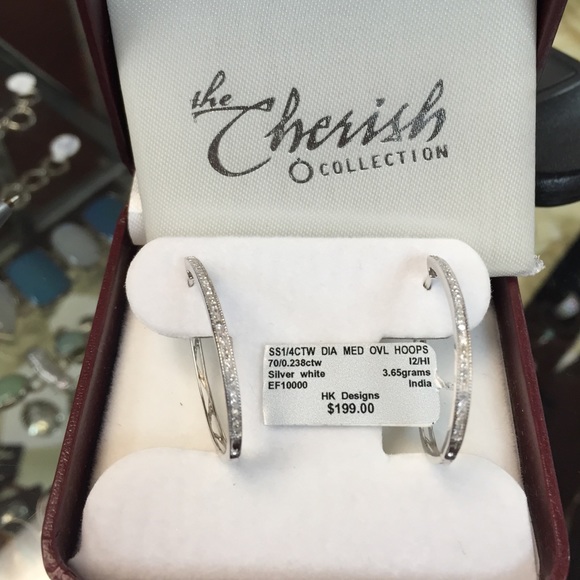 the Cherish
COLLECTION
SS1/4CTW DIA MED OVL HOOPS
70/0.238ctw I2/HI
Silver white 3.65grams
EF10000 India
HK Designs
$199.00